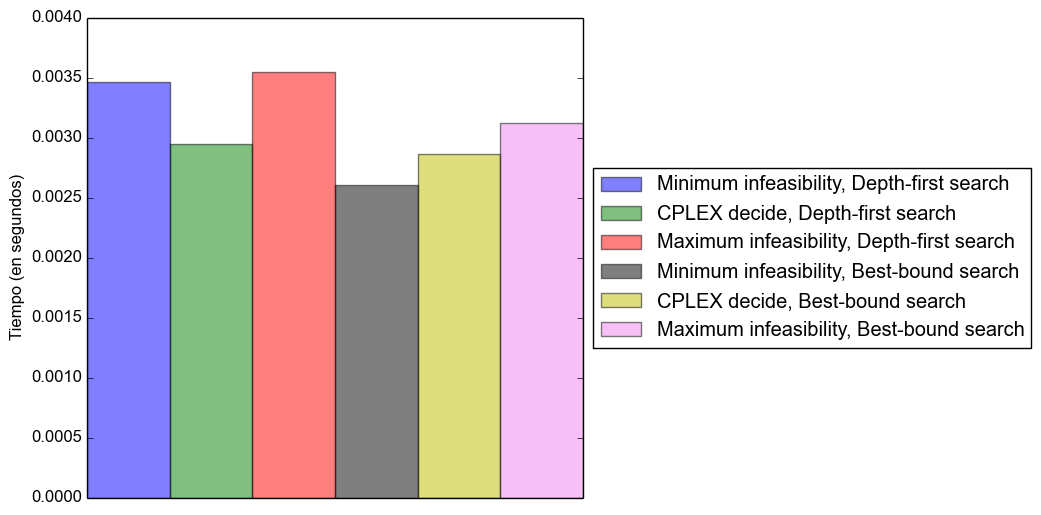 0.0040
0.0035
0.0030
0.0025
0.0020
0.0015
0.0010
0.0005
0.0000
Tiempo (en segundos)
Minimum infeasibility, Depth-first search
CPLEX decide, Depth-first search
Maximum infeasibility, Depth-first search
Minimum infeasibility, Best-bound search
CPLEX decide, Best-bound search
Maximum infeasibility, Best-bound search